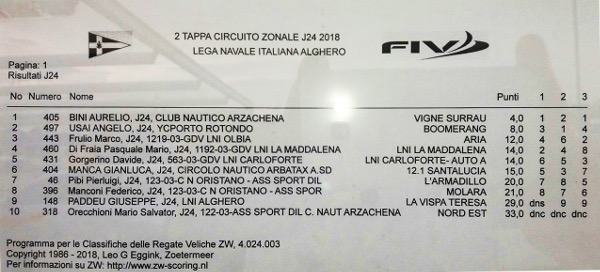 2 TAPPA CIRCUITO ZONALE J24 2018
LEGA NAVALE ITALIANA ALGHERO
FIV
Pagina: 1
Risultati J24
No Numero Nome Punti 1 2 3
1 405 BINI AURELIO, J24, CLUB NAUTICO ARZACHENA VIGNE SURRAU 4,0 1 2 1
2 497 USAI ANGELO, YCPORTO ROTONDO BOOMERANG 8,0 3 1 4
3 443 Frulio Marco, J24, 1219-03-GDV LNI OLBIA ARIA 12,0 4 6 2
4 460 Di Fraia Pasquale Mario, 1192-03-GDV LNI LA MADDALENA LNI LA MADDALENA 14,0 2 4 8
5 431 Gorgerino Davide, J24, 563-03-GDV LNI CARLOFORTE LNI CARLOFORTE- AUTO A 14,0 6 5 3
6 404 MANCA GIANLUCA, J24, CIRCOLO NAUTICO ARBATAX A.SD 12.1 SANTALUCIA 15,0 5 3 7
7 46 Pibi Pierluigi, J24, 123-03-C N ORISTANO - ASS SPORT DIL L'ARMADILLO 20,0 7 8 5
8 396 Manconi Federico, J24, 123-03-C N ORISTANO - ASS SPOR MOLARA 21,0 8 7 6
9 148 PADDEU GIUSEPPE, J24, LNI ALGHERO LA VISPA TERESA 29,0 dns 9 9
10 318 Orecchioni Mario Salvator, J24, 122-03-ASS SPORT DIL C. NAUT ARZACHENA NORD EST 33,0 dnc dnc dnc
Programma per le Classifiche delle Regate Veliche ZW, 4.024.003
Copyright 1986 - 2018, Leo G Eggink, Zoetermeer
Per informazioni su ZW: http://www.zw-scoring.nl